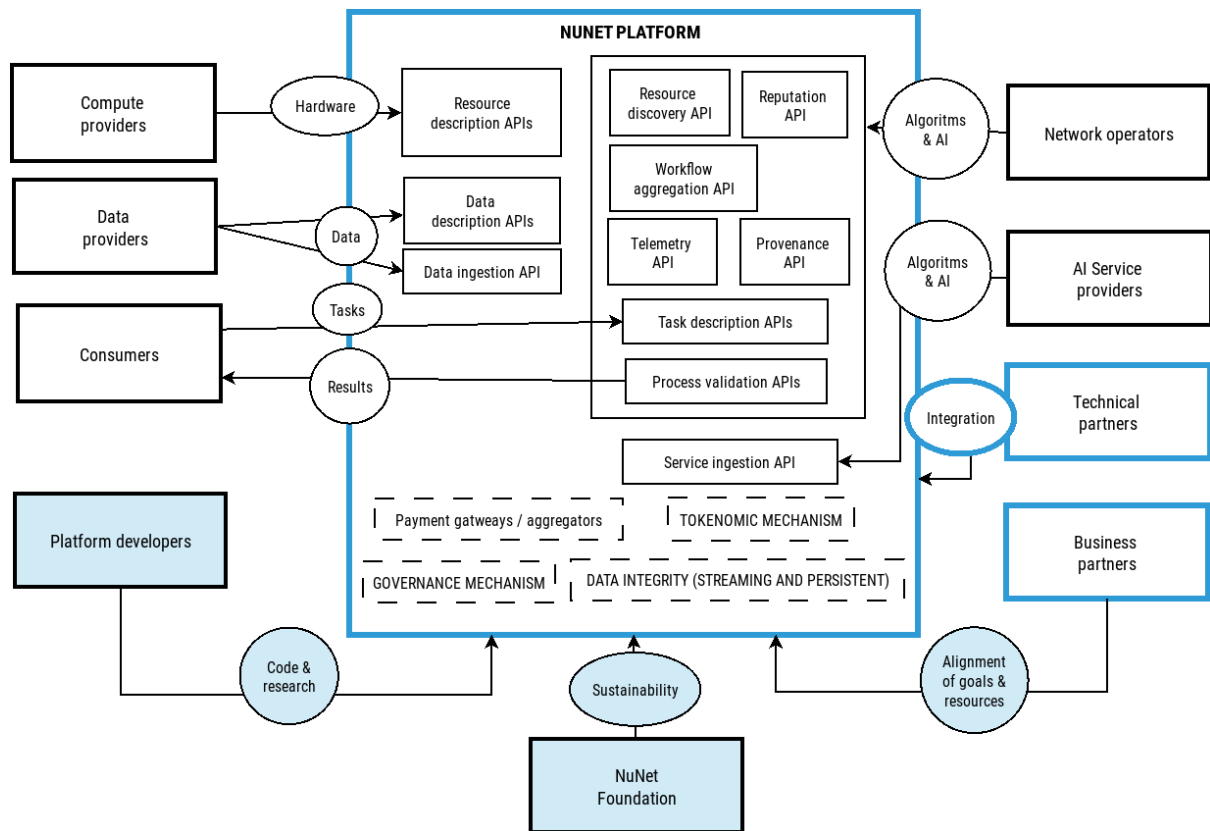 NUNET PLATFORM
Compute
providers
Hardware
Resource
description APIs
Resource
discovery API
Reputation
API
Algoritms
& AI
Network operators
Workflow
aggregation API
Data
providers
Data
Data
description APIs
Data ingestion API
Telemetry
API
Provenance
API
Algoritms
& AI
AI Service
providers
Tasks
Consumers
Task description APIs
Results
Process validation APIs
Integration
Technical
partners
Service ingestion API
Payment gatweays / aggregators
TOKENOMIC MECHANISM
Platform developers
Business
partners
GOVERNANCE MECHANISM
DATA INTEGRITY (STREAMING AND PERSISTENT)
Code &
research
Sustainability
Alignment
of goals &
resources
NuNet
Foundation